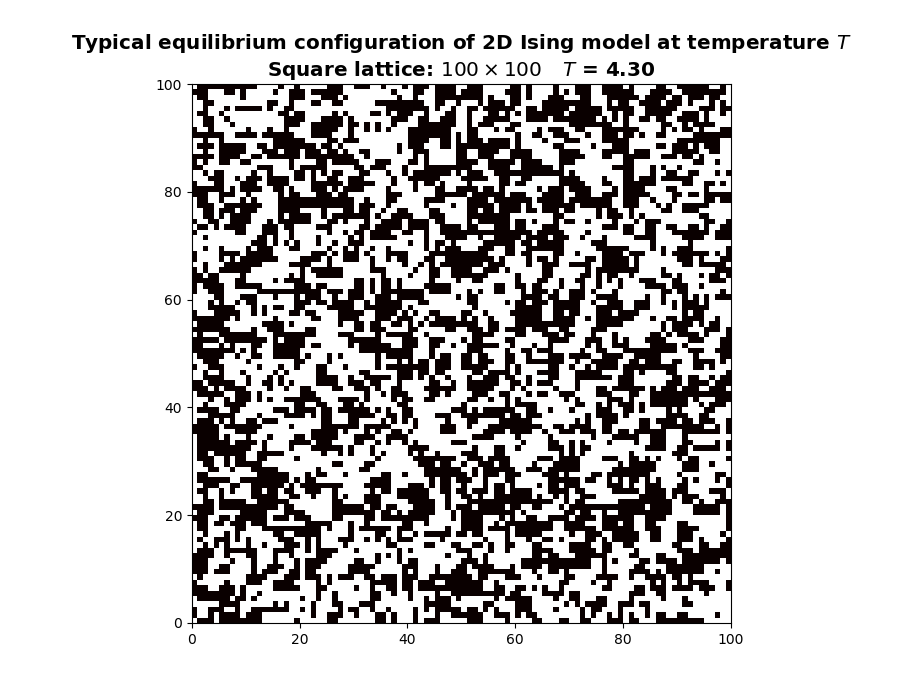 Typical equilibrium configuration of 2D Ising model at temperature T
Square lattice: 100 × 100 T = 4.30
100
80
60
40
20
0
0 20 40 60 80 100